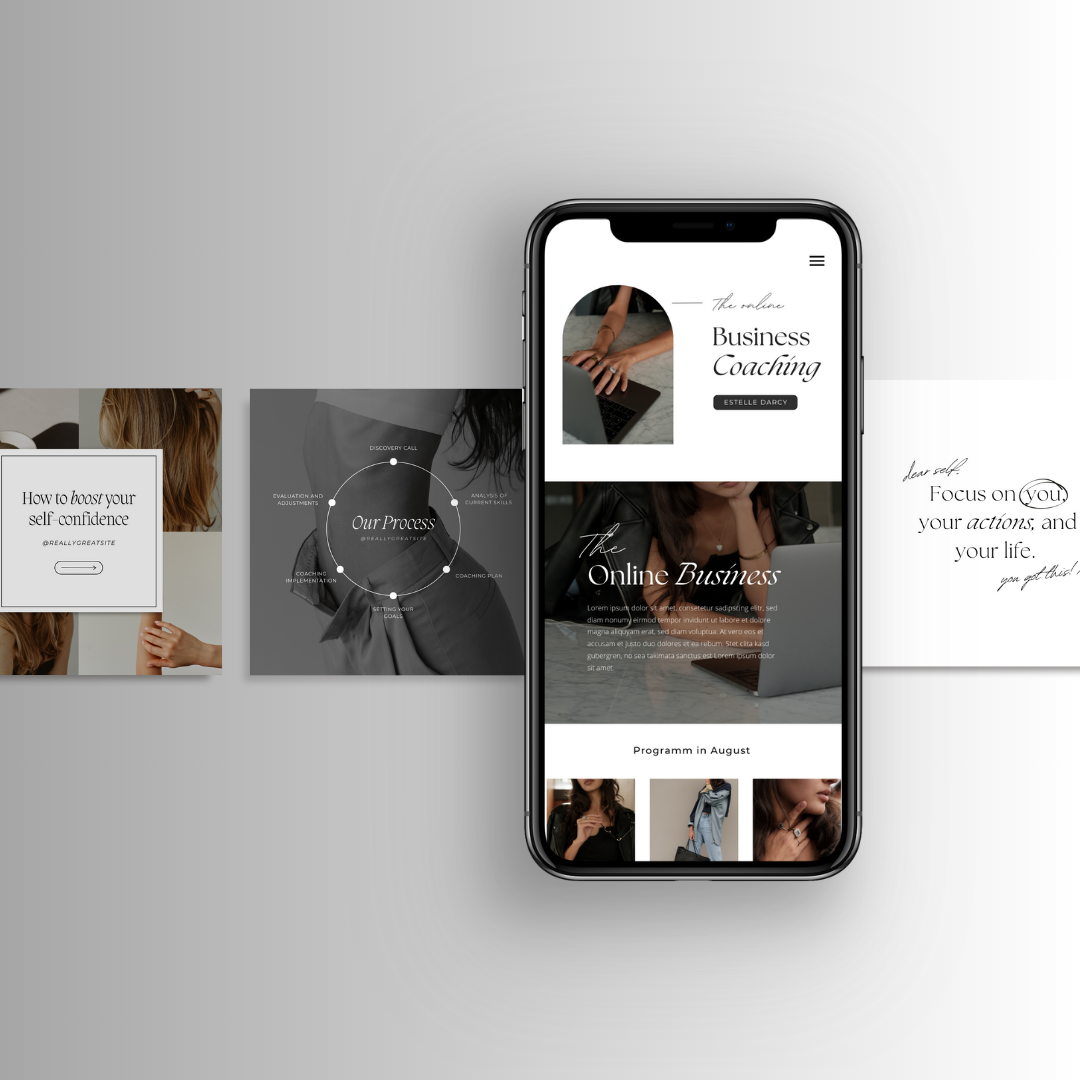 How to boost your
self-confidence
@REALLYGREATSITE
DISCOVERY CALL
EVALUATION AND
ADJUSTMENTS
ANALYSIS OF
CURRENT SKILLS
Our Process
@REALLYGREATSITE
COACHING
IMPLEMENTATION
COACHING PLAN
SETTING YOUR
GOALS
The online
Business
Coaching
ESTELLE DARCY
The
Online Business
Lorem ipsum dolor sit amet, consetetur sadipscing elitr, sed
diam nonumy eirmod tempor invidunt ut labore et dolore
magna aliquyam erat, sed diam voluptua. At vero eos et
accusam et justo duo dolores et ea rebum. Stet clita kasd
gubergren, no sea takimata sanctus est Lorem ipsum dolor
sit amet.
Programm in August
dear self,
Focus on you,
your actions, and
your life.
you got this!